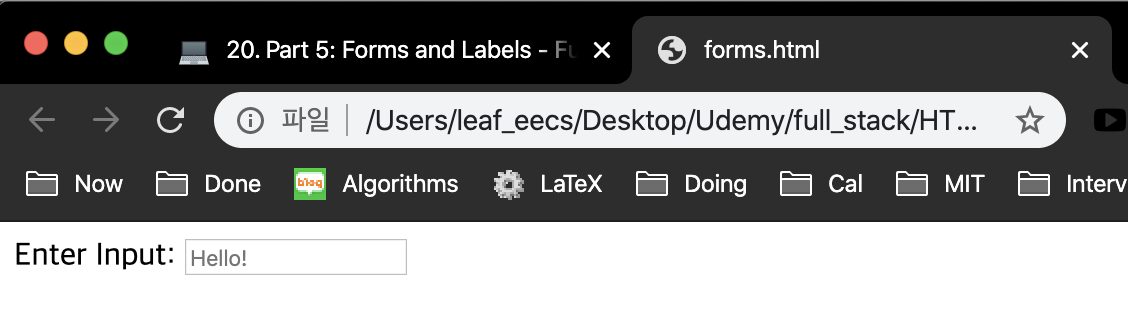 20. Part 5: Forms and Labels - Fu
forms.html
파일 /Users/leaf_eecs/Desktop/Udemy/full_stack/HT...
Now Done blog Algorithms LaTeX Doing Cal MIT Interv
Enter Input: Hello!